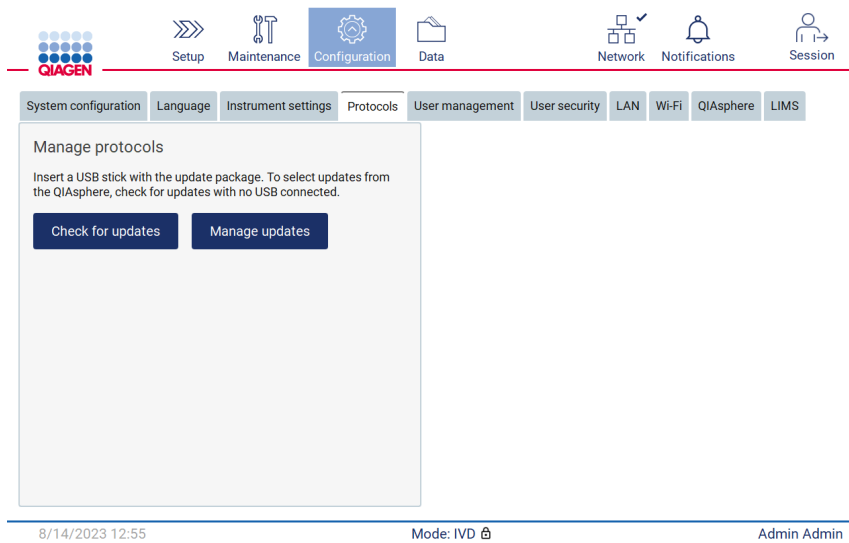 QIAGEN
Setup
Maintenance
Configuration
Data
Network
Notifications
Session
System configuration
Language
Instrument settings
Protocols
User management
User security
LAN
Wi-Fi
QIAsphere
LIMS
Manage protocols
Insert a USB stick with the update package. To select updates from
the QIAsphere, check for updates with no USB connected.
Check for updates
Manage updates
8/14/2023 12:55
Mode: IVD
Admin Admin